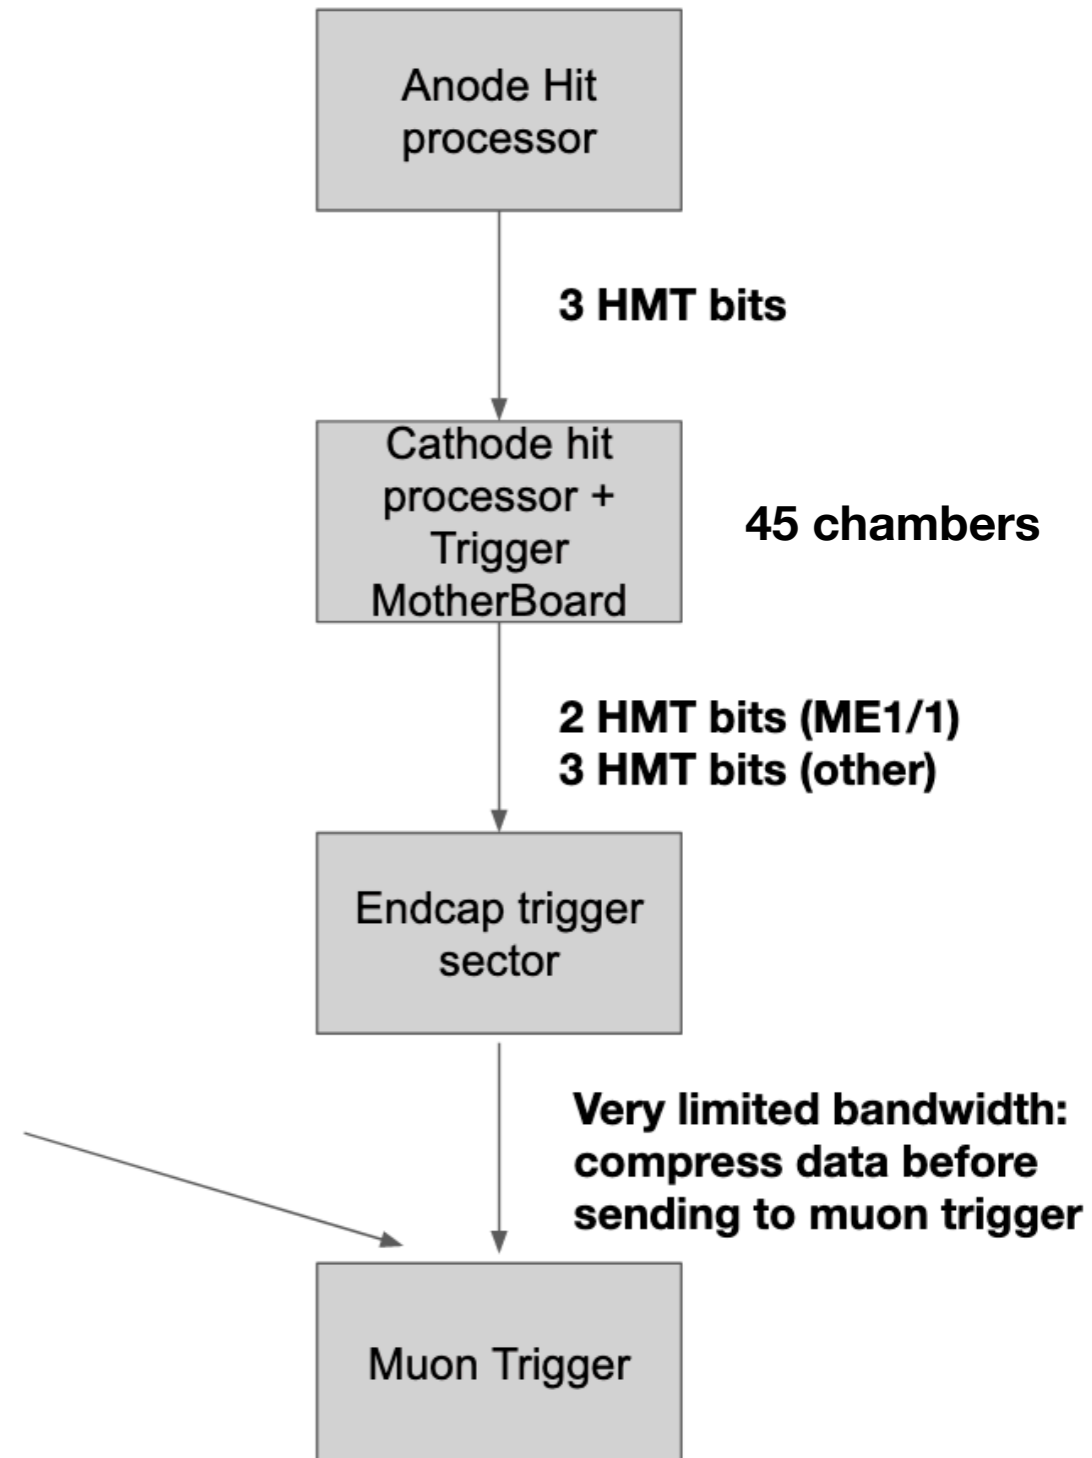 Anode Hit
processor
3 HMT bits
Cathode hit
processor +
Trigger
MotherBoard
45 chambers
2 HMT bits (ME1/1)
3 HMT bits (other)
Endcap trigger
sector
Very limited bandwidth:
compress data before
sending to muon trigger
Muon Trigger